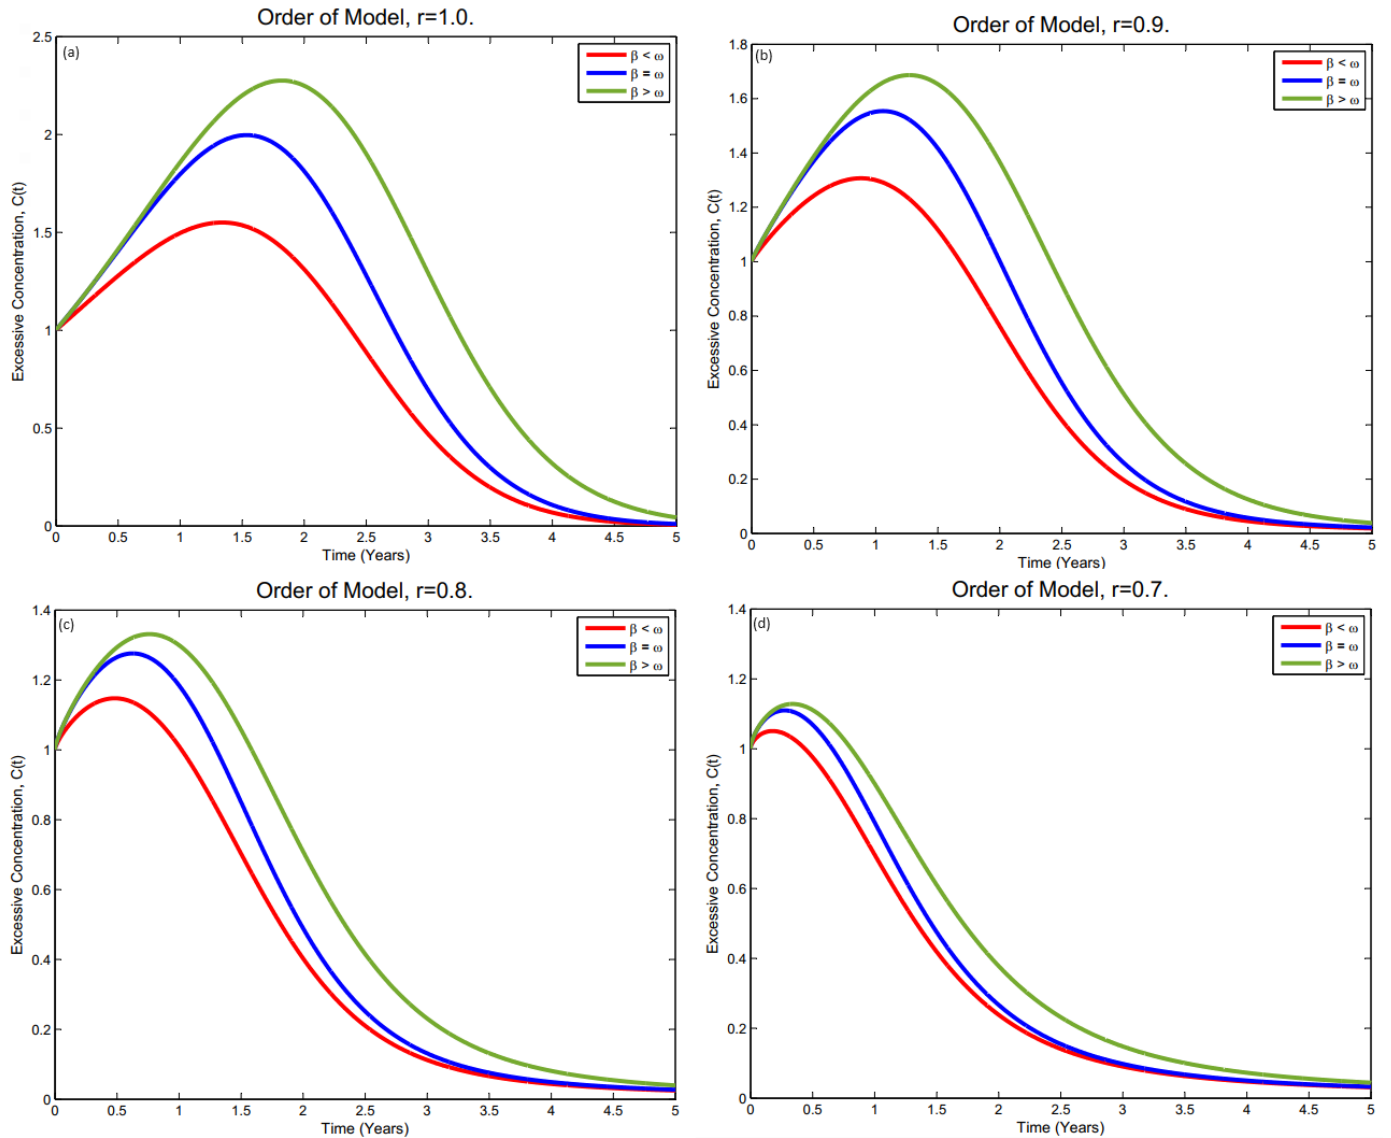 Order of Model, r=1.0.
(a)
β < ω
β = ω
β > ω
2.5
2
1.5
1
0.5
0
Excessive Concentration, C(t)
0 0.5 1 1.5 2 2.5 3 3.5 4 4.5 5
Time (Years)
Order of Model, r=0.9.
(b)
β < ω
β = ω
β > ω
1.8
1.6
1.4
1.2
1
0.8
0.6
0.4
0.2
0
Excessive Concentration, C(t)
0 0.5 1 1.5 2 2.5 3 3.5 4 4.5 5
Time (Years)
Order of Model, r=0.8.
(c)
β < ω
β = ω
β > ω
1.4
1.2
1
0.8
0.6
0.4
0.2
0
Excessive Concentration, C(t)
0 0.5 1 1.5 2 2.5 3 3.5 4 4.5 5
Time (Years)
Order of Model, r=0.7.
(d)
β < ω
β = ω
β > ω
1.4
1.2
1
0.8
0.6
0.4
0.2
0
Excessive Concentration, C(t)
0 0.5 1 1.5 2 2.5 3 3.5 4 4.5 5
Time (Years)